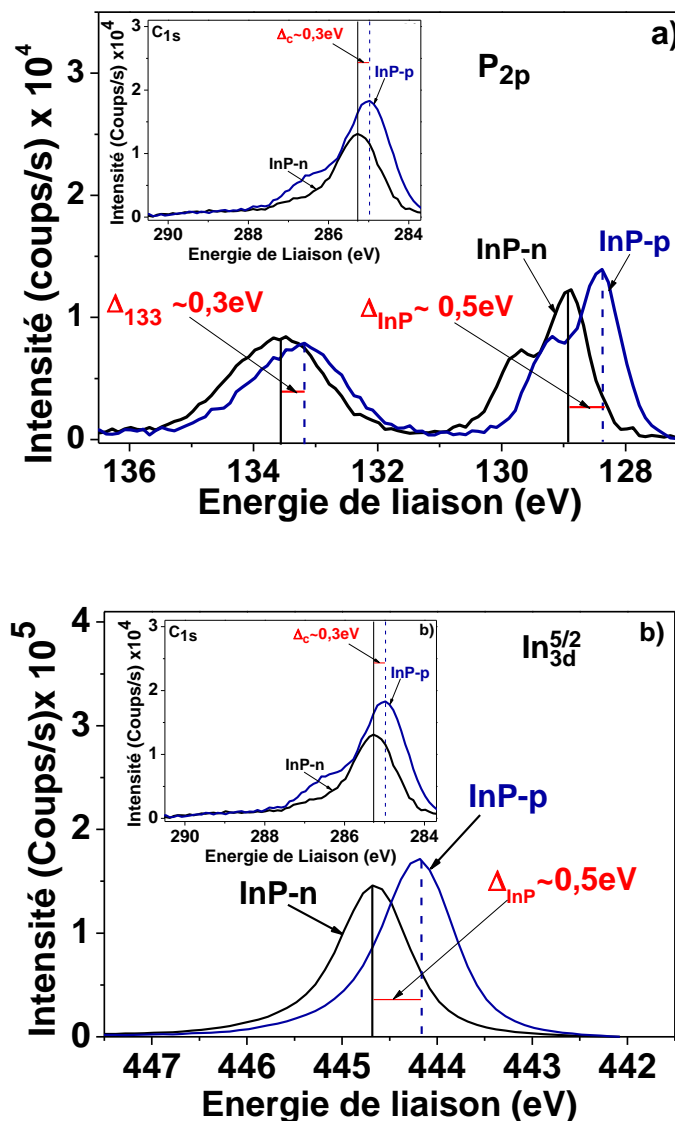 a)
P2p
Intensité (coups/s) x 10^4
3
2
1
0
136
134
132
130
128
Energie de liaison (eV)
InP-n
InP-p
Δ133 ~0,3eV
ΔInP~ 0,5eV
C1s
Δc~0,3eV
InP-p
InP-n
Intensité (Coups/s) x10^4
3
2
1
0
290
288
286
284
Energie de Liaison (eV)
b)
In3d^5/2
Intensité (Coups/s)x 10^5
4
3
2
1
0
447
446
445
444
443
442
Energie de liaison (eV)
InP-n
InP-p
ΔInP~0,5eV
C1s
b)
Δc~0,3eV
InP-p
InP-n
Intensité (Coups/s) x10^4
3
2
1
0
290
288
286
284
Energie de Liaison (eV)